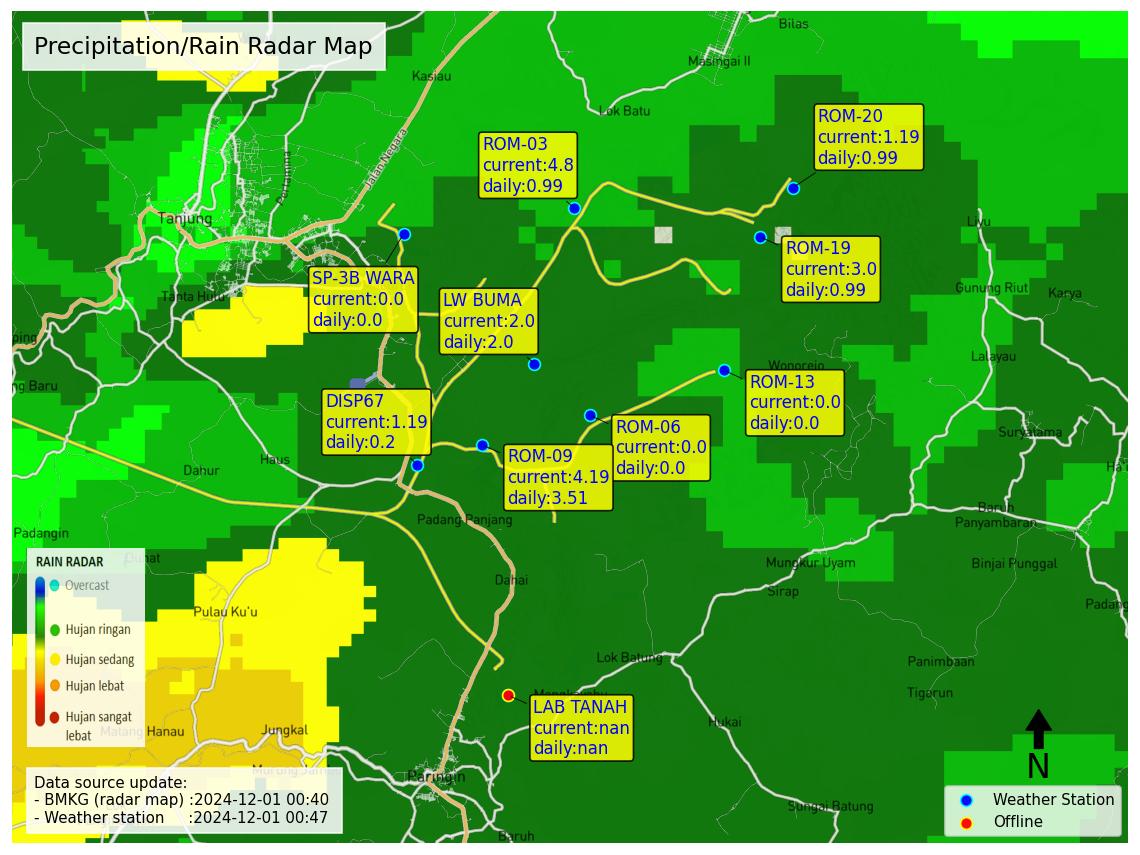 Precipitation/Rain Radar Map
Bilas
Masingai II
Kasiau
Lok Batu
Jalan Negara
Pertamina
Tanjung
Tanta Hulu
ROM-20
current:1.19
daily:0.99
ROM-03
current:4.8
daily:0.99
ROM-19
current:3.0
daily:0.99
SP-3B WARA
current:0.0
daily:0.0
LW BUMA
current:2.0
daily:2.0
Liyu
Gunung Riut
Karya
Lalayau
Wonorejo
ping
ng Baru
ROM-13
current:0.0
daily:0.0
DISP67
current:1.19
daily:0.2
ROM-06
current:0.0
daily:0.0
ROM-09
current:4.19
daily:3.51
Suryatama
Ha
Haus
Dahur
Baruh
Panyambaran
Padang Panjang
Padangin
Mungkur Uyam
Binjai Punggal
Dahai
Sirap
Padang
Pulau Ku'u
RAIN RADAR
Overcast
Hujan ringan
Hujan sedang
Hujan lebat
Hujan sangat
lebat
Lok Batung
Panimbaan
Tigarun
LAB TANAH
current:nan
daily:nan
Hukai
Jungkal
Paringin
Sungai Batung
Baruh
N
Data source update:
- BMKG (radar map) :2024-12-01 00:40
- Weather station :2024-12-01 00:47
Weather Station
Offline